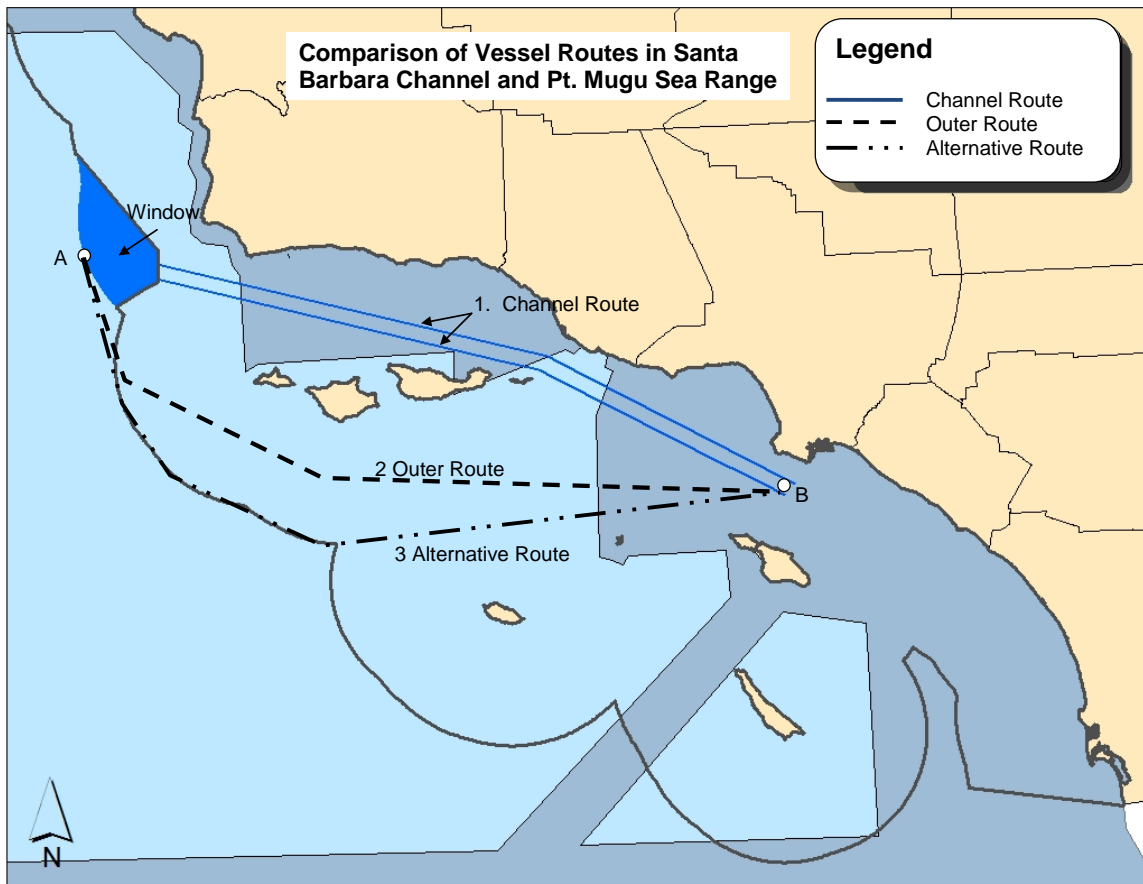 Comparison of Vessel Routes in Santa
Barbara Channel and Pt. Mugu Sea Range
Legend
Channel Route
Outer Route
Alternative Route
Window
A
1. Channel Route
2 Outer Route
B
3 Alternative Route
N